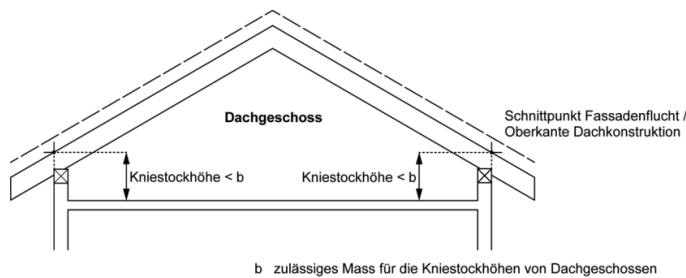 Dachgeschoss
Schnittpunkt Fassadenflucht /
Oberkante Dachkonstruktion
Kniestockhöhe < b
Kniestockhöhe < b
b zulässiges Mass für die Kniestockhöhen von Dachgeschossen